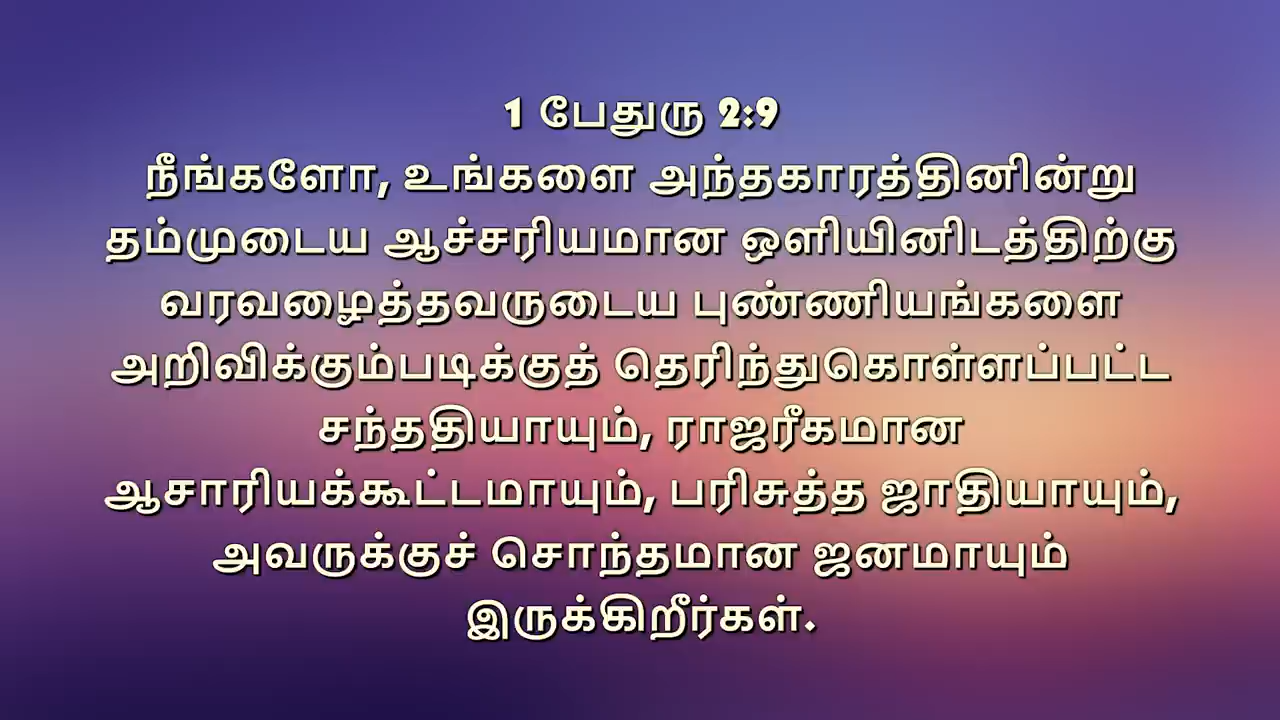 1 பேதுரு 2:9
நீங்களோ, உங்களை அந்தகாரத்தினின்று
தம்முடைய ஆச்சரியமான ஒளியினிடத்திற்கு
வரவழைத்தவருடைய புண்ணியங்களை
அறிவிக்கும்படிக்குத் தெரிந்துகொள்ளப்பட்ட
சந்ததியாயும், ராஜரீகமான
ஆசாரியக்கூட்டமாயும், பரிசுத்த ஜாதியாயும்,
அவருக்குச் சொந்தமான ஜனமாயும்
இருக்கிறீர்கள்.